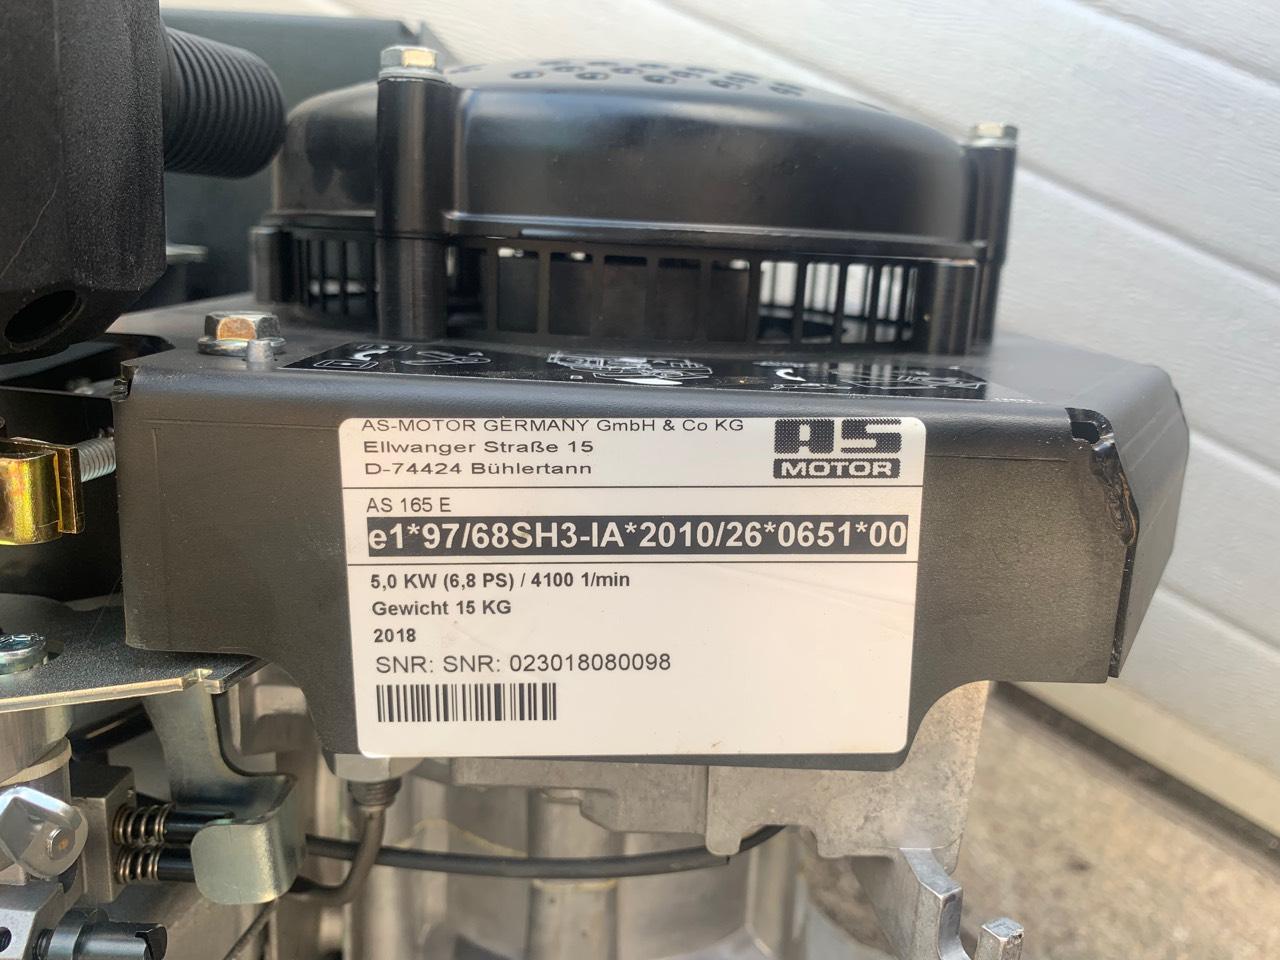 AS-MOTOR GERMANY GmbH & Co KG
Ellwanger Straße 15
D-74424 Bühlertann
AS
MOTOR
AS 165 E
e1*97/68SH3-IA*2010/26*0651*00
5,0 KW (6,8 PS) / 4100 1/min
Gewicht 15 KG
2018
SNR: SNR: 023018080098